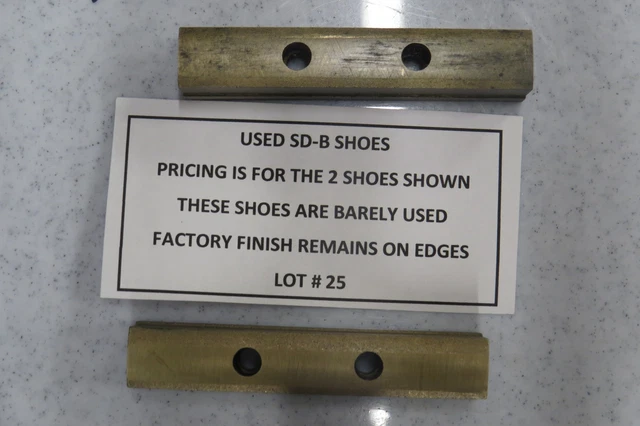 USED SD-B SHOES
PRICING IS FOR THE 2 SHOES SHOWN
THESE SHOES ARE BARELY USED
FACTORY FINISH REMAINS ON EDGES
LOT # 25